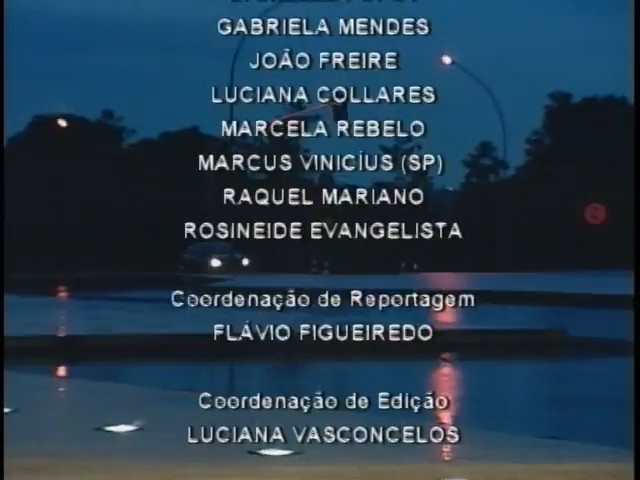 GABRIELA MENDES
JOÃO FREIRE
LUCIANA COLLARES
MARCELA REBELO
MARCUS VINICÍUS (SP)
RAQUEL MARIANO
ROSINEIDE EVANGELISTA
Coordenação de Reportagem
FLÁVIO FIGUEIREDO
Coordenação de Edição
LUCIANA VASCONCELOS